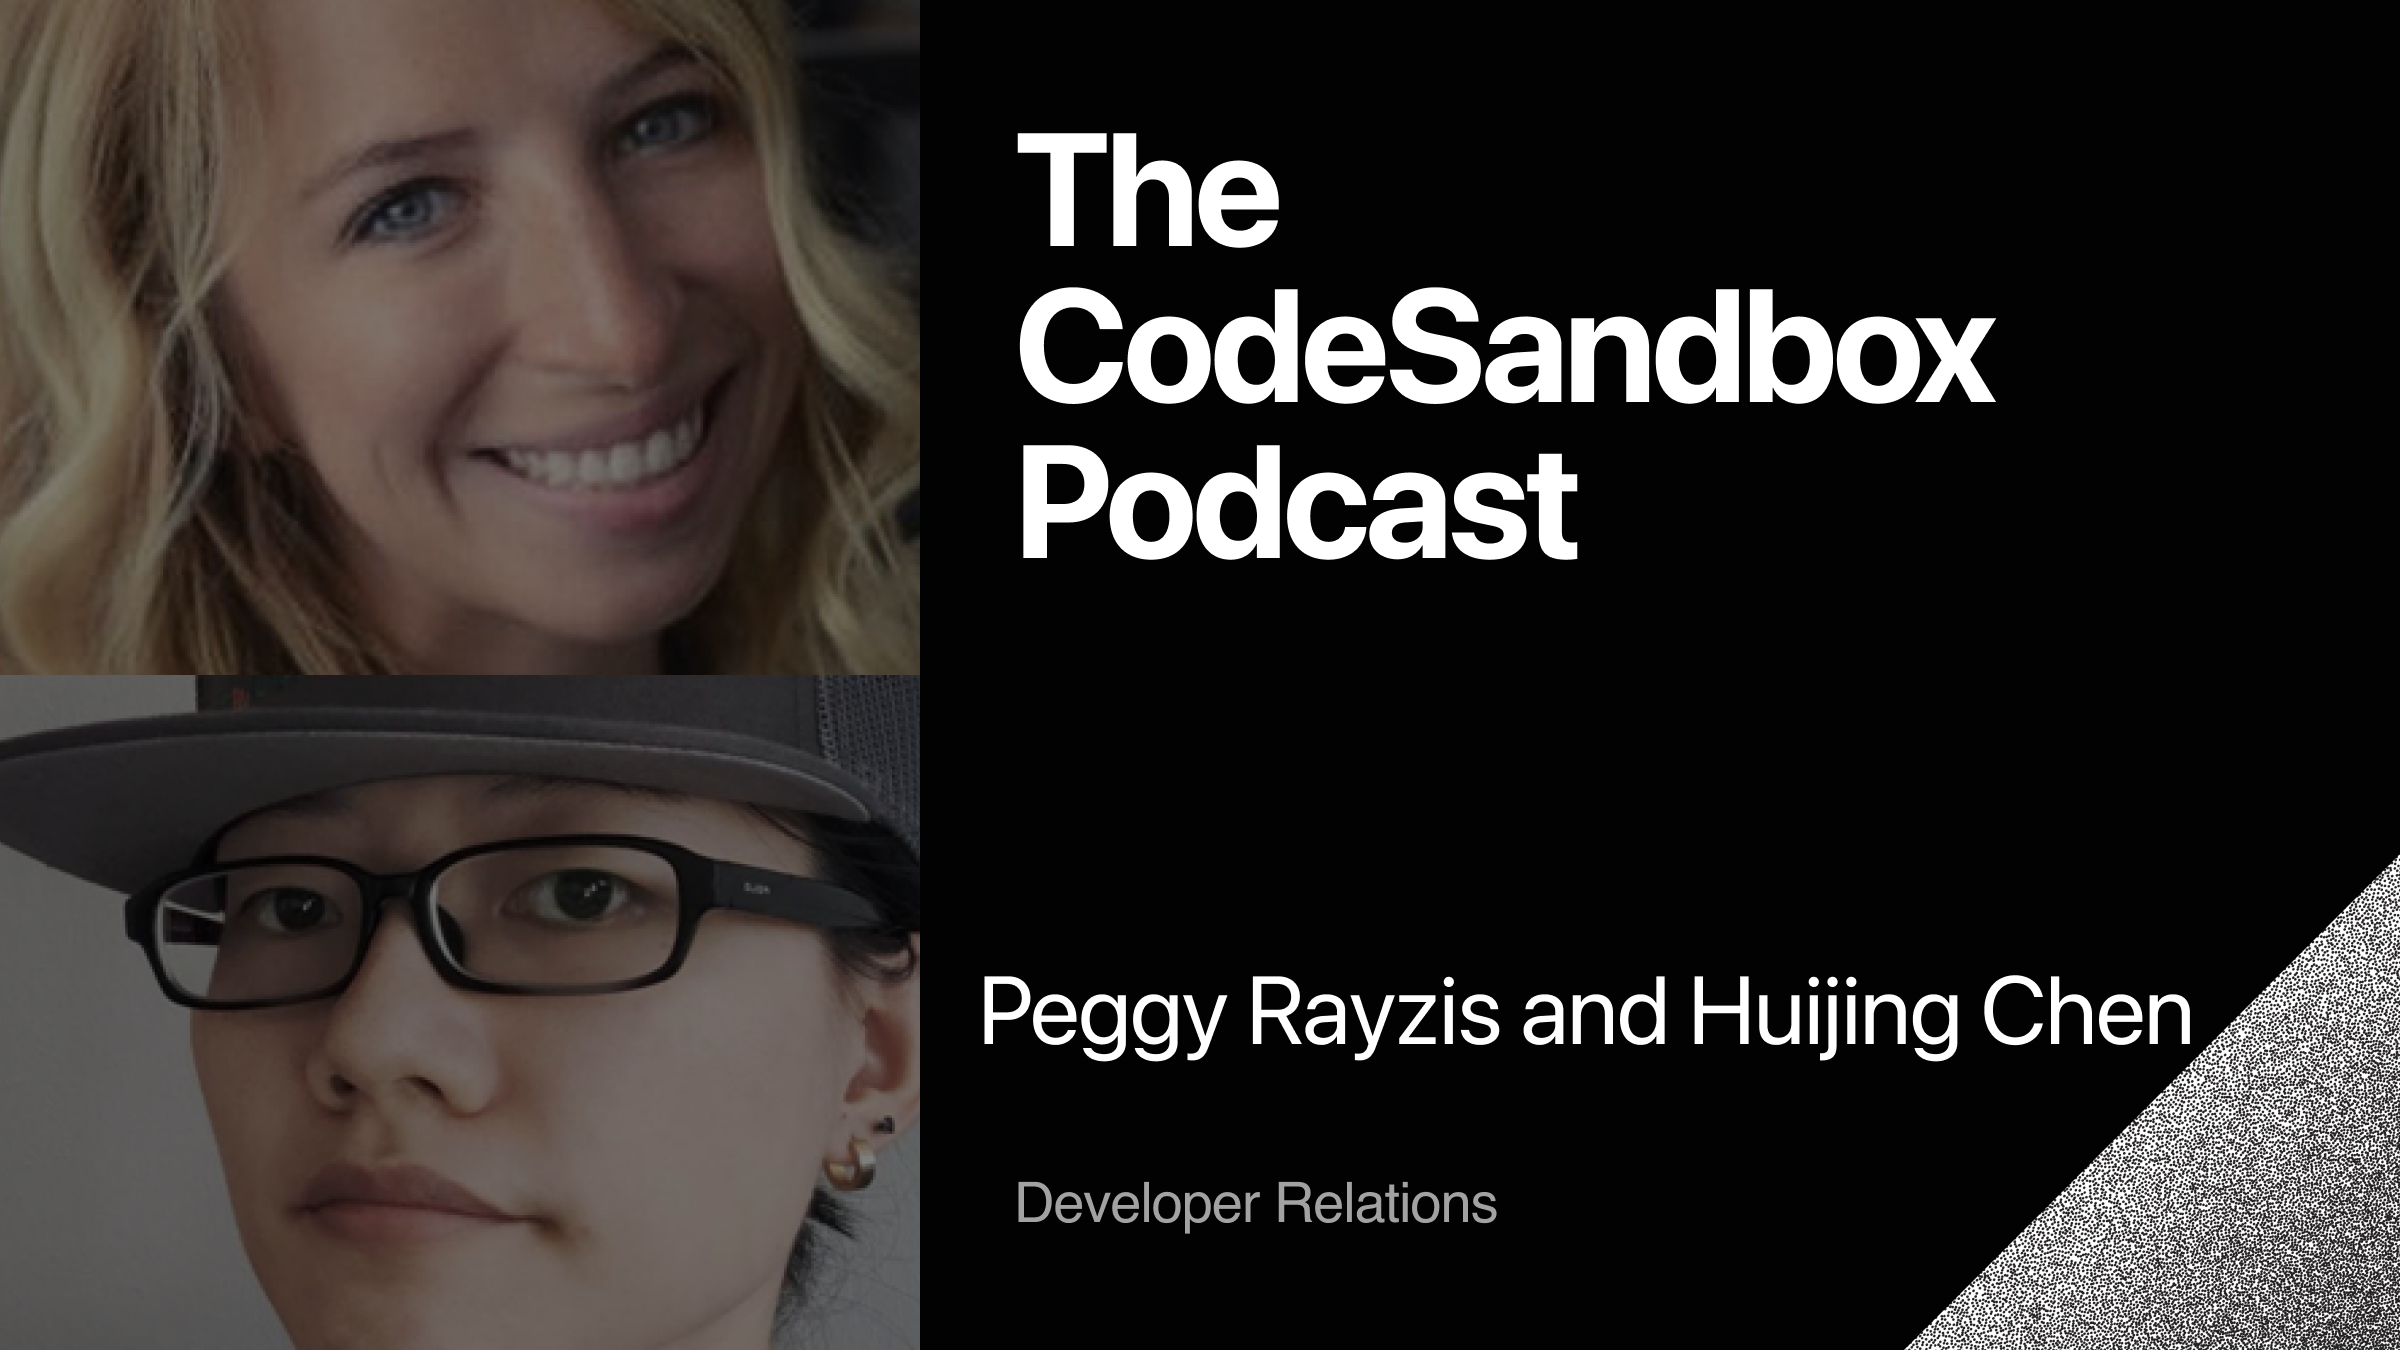 The
CodeSandbox
Podcast
Peggy Rayzis and Huijing Chen
Developer Relations